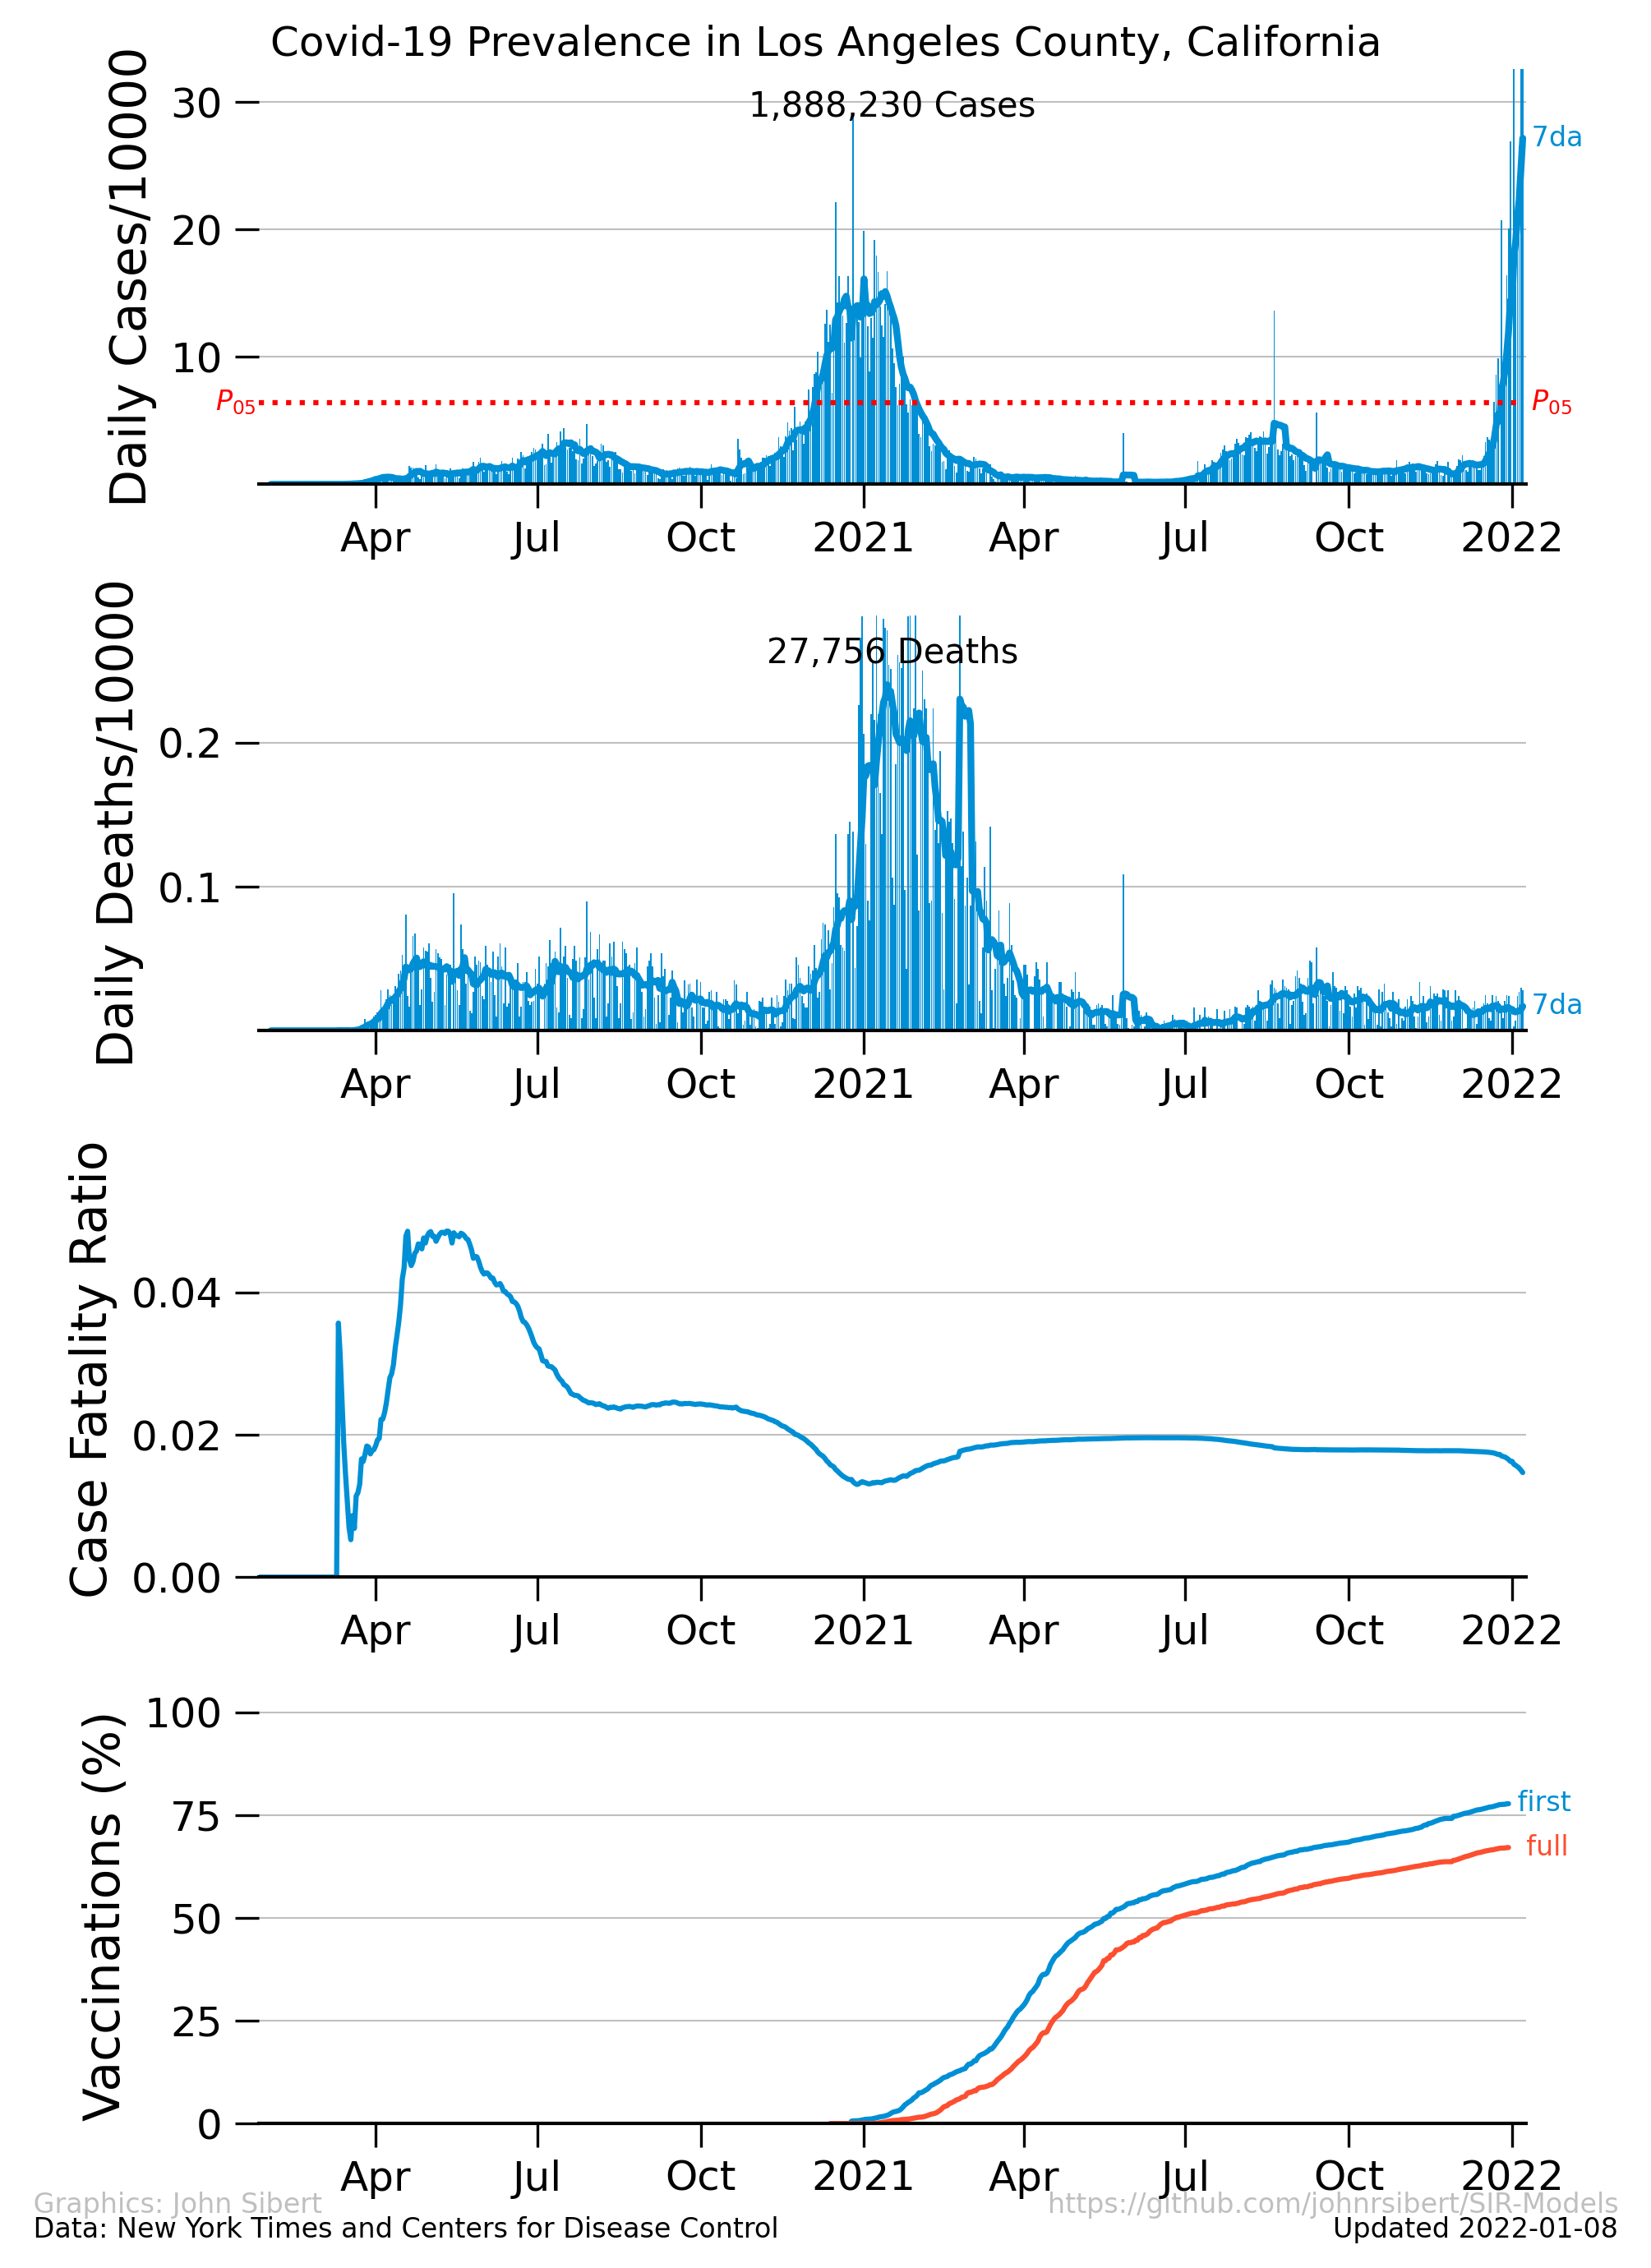 Covid-19 Prevalence in Los Angeles County, California
Daily Cases/10000
30
20
10
1,888,230 Cases
7da
P05
P05
Apr Jul Oct 2021 Apr Jul Oct 2022
Daily Deaths/10000
0.2
0.1
27,756 Deaths
7da
Apr Jul Oct 2021 Apr Jul Oct 2022
Case Fatality Ratio
0.04
0.02
0.00
Apr Jul Oct 2021 Apr Jul Oct 2022
Vaccinations (%)
100
75
50
25
0
first
full
Apr Jul Oct 2021 Apr Jul Oct 2022
Graphics: John Sibert
https://github.com/johnrsibert/SIR-Models
Data: New York Times and Centers for Disease Control
Updated 2022-01-08